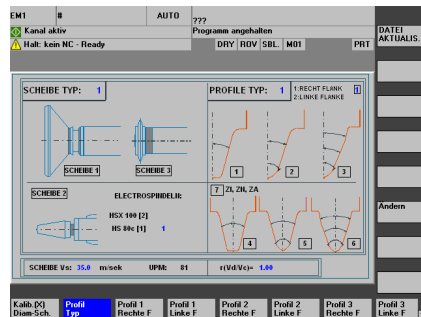 EM1 # AUTO ???
Kanal aktiv Programm angehalten DATEI
AKTUALIS.
Halt: kein NC - Ready DRY ROV SBL. M01 PRT
SCHEIBE TYP: 1 PROFILE TYP: 1 1:RECHT FLANK 1
2:LINKE FLANKE
SCHEIBE 1 SCHEIBE 3 1 2 3
SCHEIBE 2 ELECTROSPINDELN: 7 ZI, ZN, ZA
HSX 100 [2]
HS 80c [1] 1
4 5 6
Ändern
SCHEIBE Vs: 35.0 m/sek UPM: 81 r(Vd/Vc)= 1.00
Kalib.(X) Profil Profil 1 Profil 1 Profil 2 Profil 2 Profil 3 Profil 3
Diam-Sch. Typ Rechte F Linke F Rechte F Linke F Rechte F Linke F